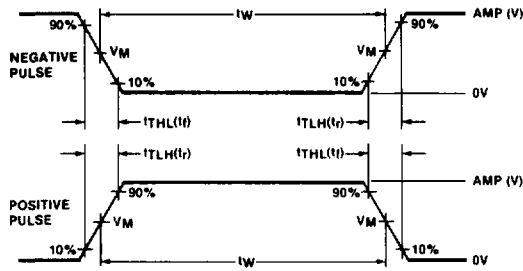 tW
90%
90%
AMP (V)
NEGATIVE
PULSE
VM
VM
10%
10%
0V
tTHL(tf)
tTLH(tr)
tTLH(tr)
tTHL(tf)
AMP (V)
90%
90%
POSITIVE
PULSE
VM
VM
10%
10%
tW
0V